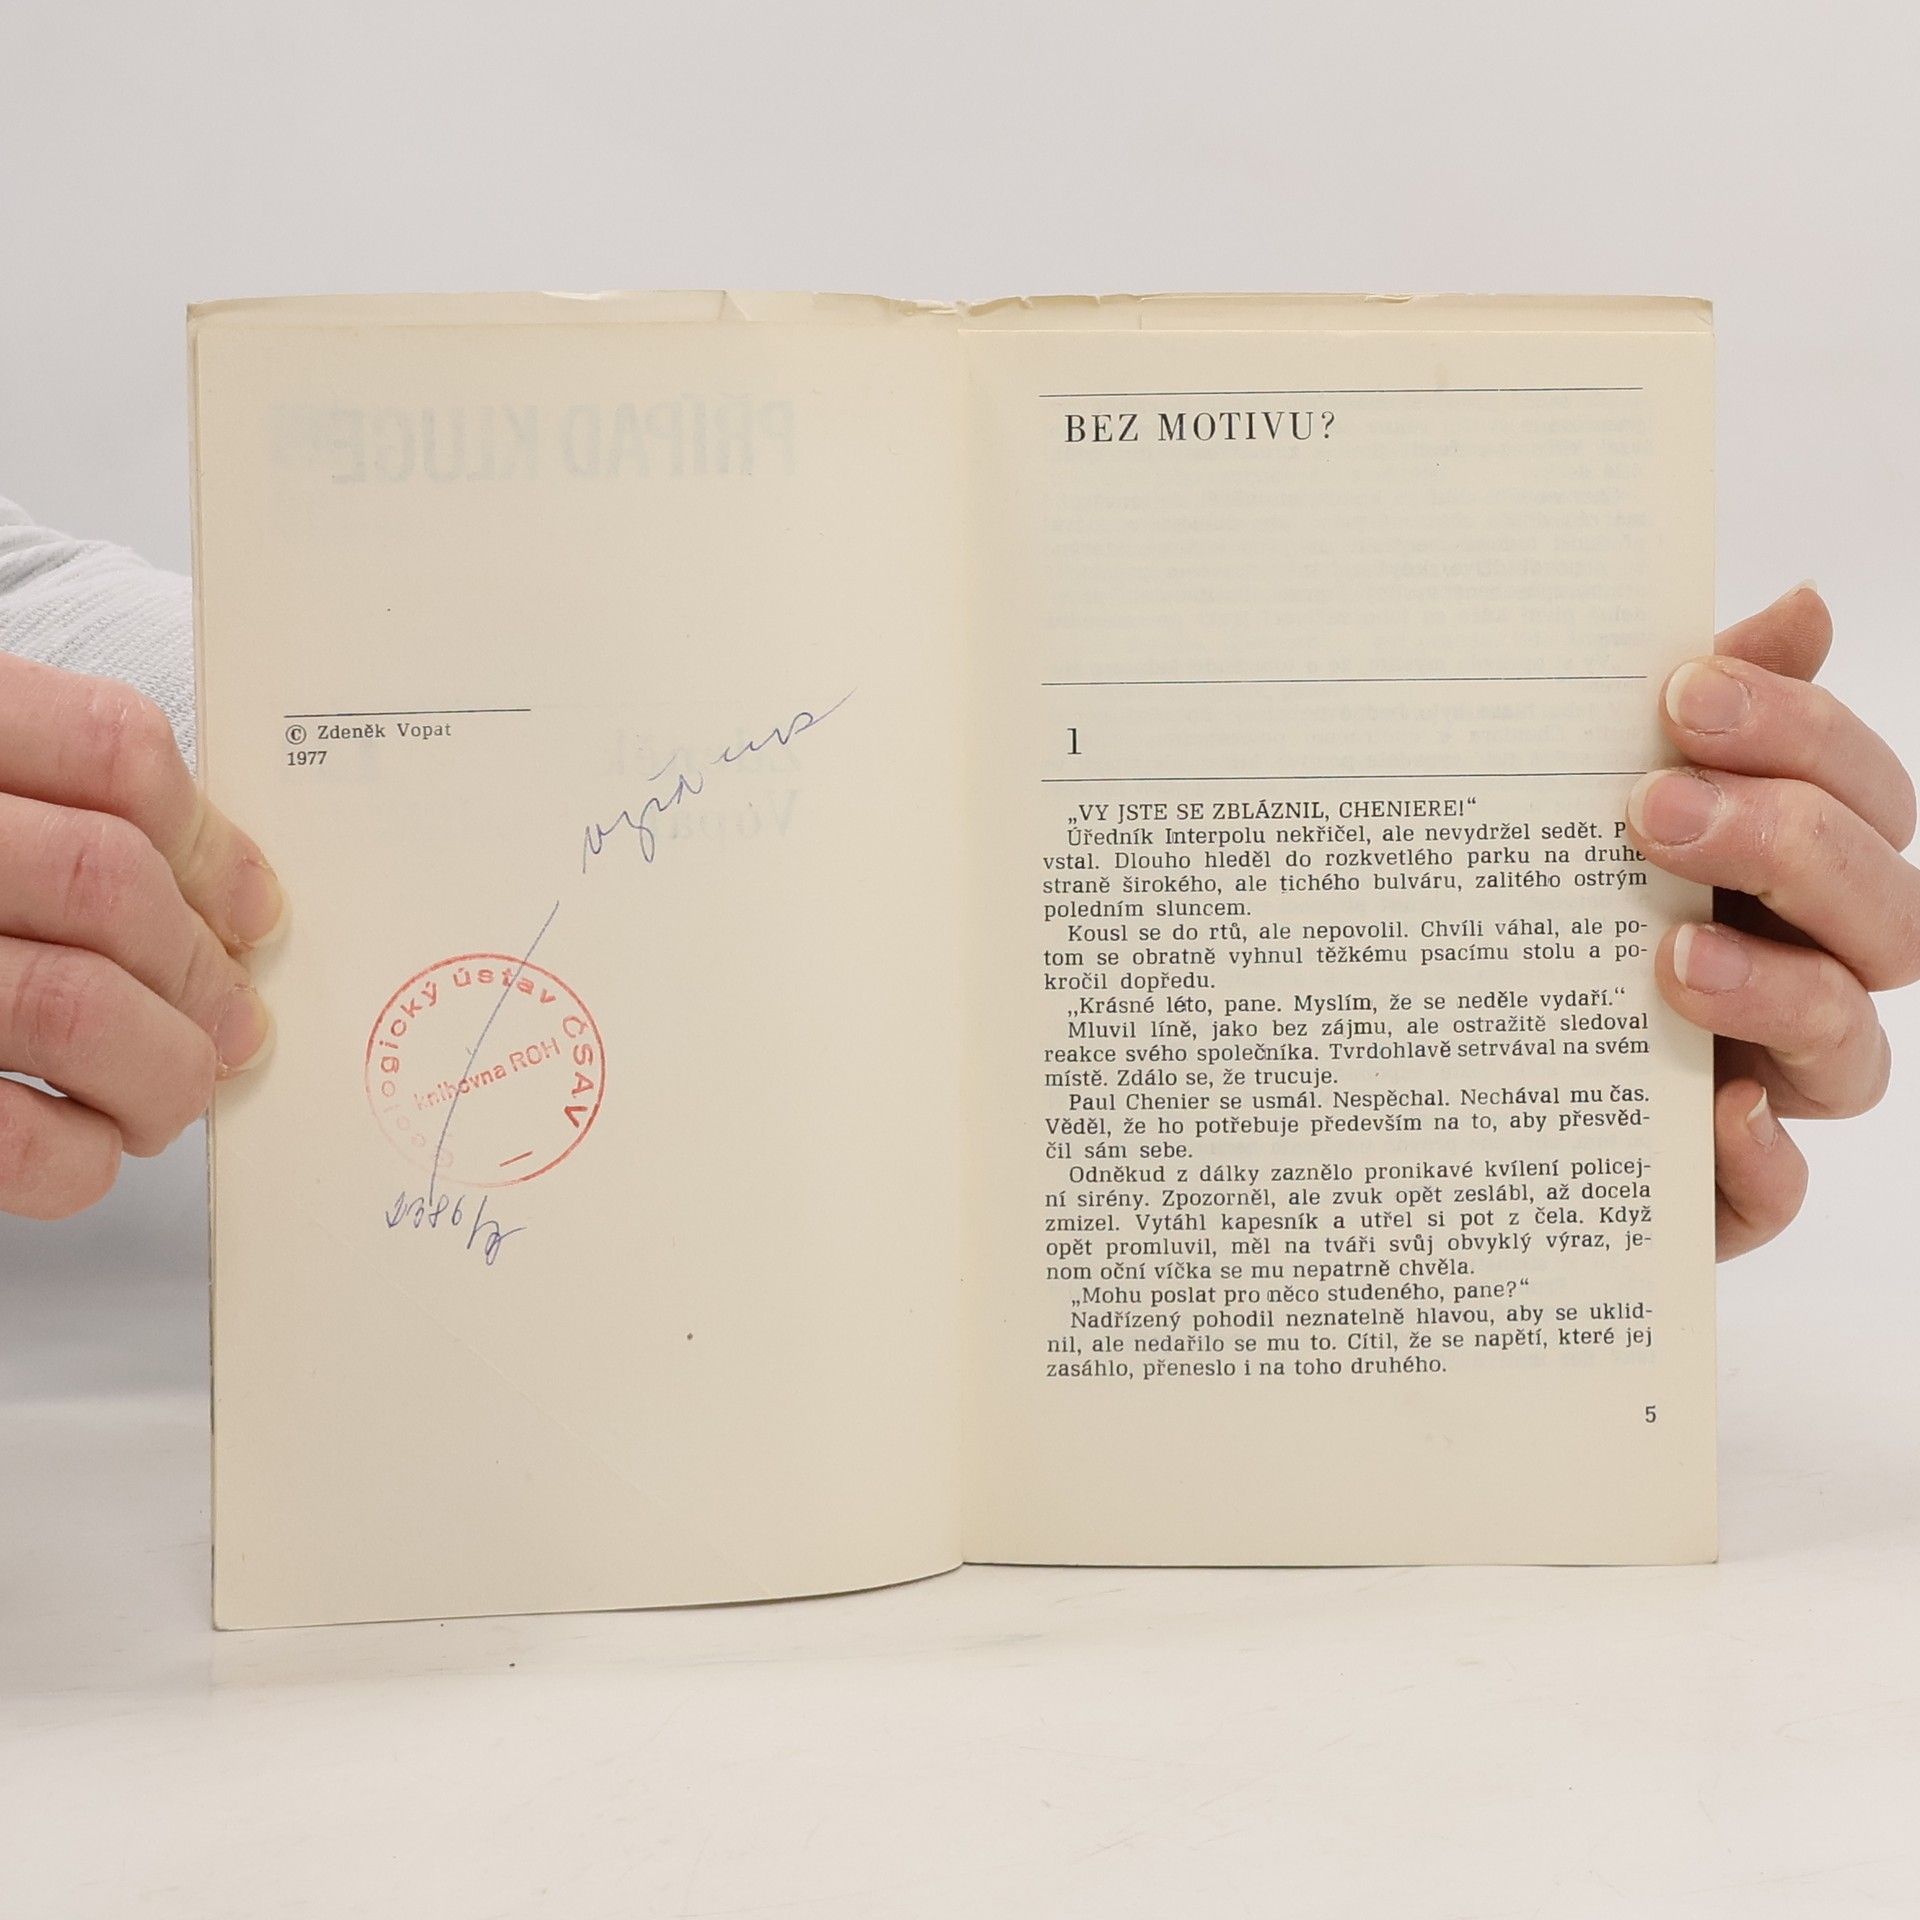 PŘÍPAD KLUGE
© Zdeněk Vopat
1977
Zdeněk
Vopat
ologický ústav ČSAV
knihovna ROH
BEZ MOTIVU?
1
„VY JSTE SE ZBLÁZNIL, CHENIERE!“
Úředník Interpolu nekřičel, ale nevydržel sedět. P
vstal. Dlouho hleděl do rozkvetlého parku na druhé
straně širokého, ale tichého bulváru, zalitého ostrým
poledním sluncem.
Kousl se do rtů, ale nepovolil. Chvíli váhal, ale po-
tom se obratně vyhnul těžkému psacímu stolu a po-
kročil dopředu.
„Krásné léto, pane. Myslím, že se neděle vydaří.“
Mluvil líně, jako bez zájmu, ale ostražitě sledoval
reakce svého společníka. Tvrdohlavě setrvával na svém
místě. Zdálo se, že trucuje.
Paul Chenier se usmál. Nespěchal. Nechával mu čas.
Věděl, že ho potřebuje především na to, aby přesvěd-
čil sám sebe.
Odněkud z dálky zaznělo pronikavé kvílení policej-
ní sirény. Zpozorněl, ale zvuk opět zeslábl, až docela
zmizel. Vytáhl kapesník a utřel si pot z čela. Když
opět promluvil, měl na tváři svůj obvyklý výraz, je-
nom oční víčka se mu nepatrně chvěla.
„Mohu poslat pro něco studeného, pane?“
Nadřízený pohodil neznatelně hlavou, aby se uklid-
nil, ale nedařilo se mu to. Cítil, že se napětí, které jej
zasáhlo, přeneslo i na toho druhého.
5